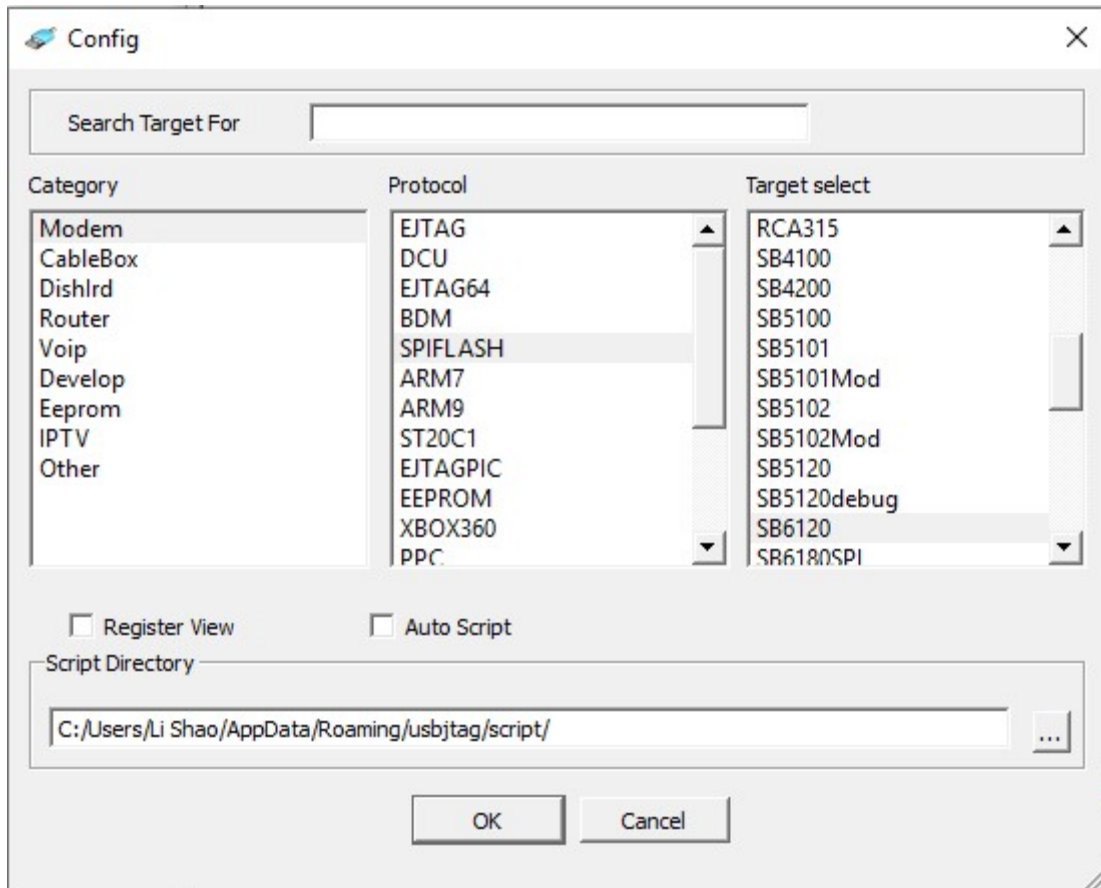 Config
Search Target For
Category
Modem
CableBox
DishIrd
Router
Voip
Develop
Eeprom
IPTV
Other
Protocol
EJTAG
DCU
EJTAG64
BDM
SPIFLASH
ARM7
ARM9
ST20C1
EJTAGPIC
EEPROM
XBOX360
PPC
Target select
RCA315
SB4100
SB4200
SB5100
SB5101
SB5101Mod
SB5102
SB5102Mod
SB5120
SB5120debug
SB6120
SB6180SPI
Register View
Auto Script
Script Directory
C:/Users/Li Shao/AppData/Roaming/usbjtag/script/
...
OK
Cancel